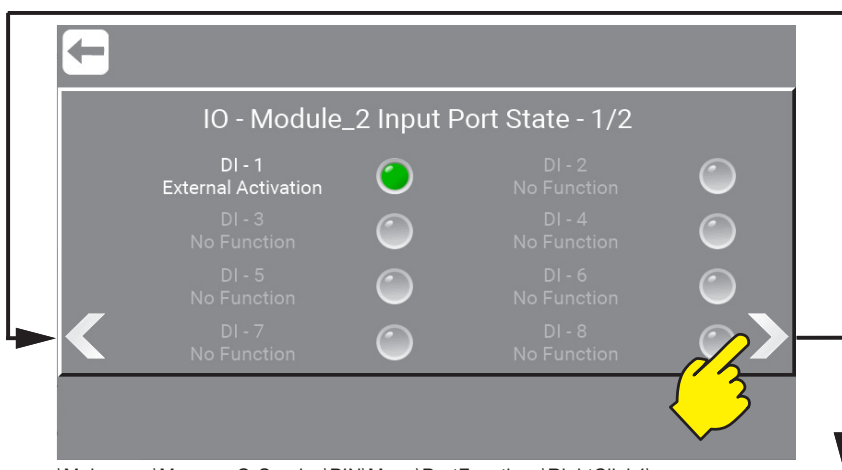 IO - Module_2 Input Port State - 1/2
DI - 1
External Activation
DI - 2
No Function
DI - 3
No Function
DI - 4
No Function
DI - 5
No Function
DI - 6
No Function
DI - 7
No Function
DI - 8
No Function